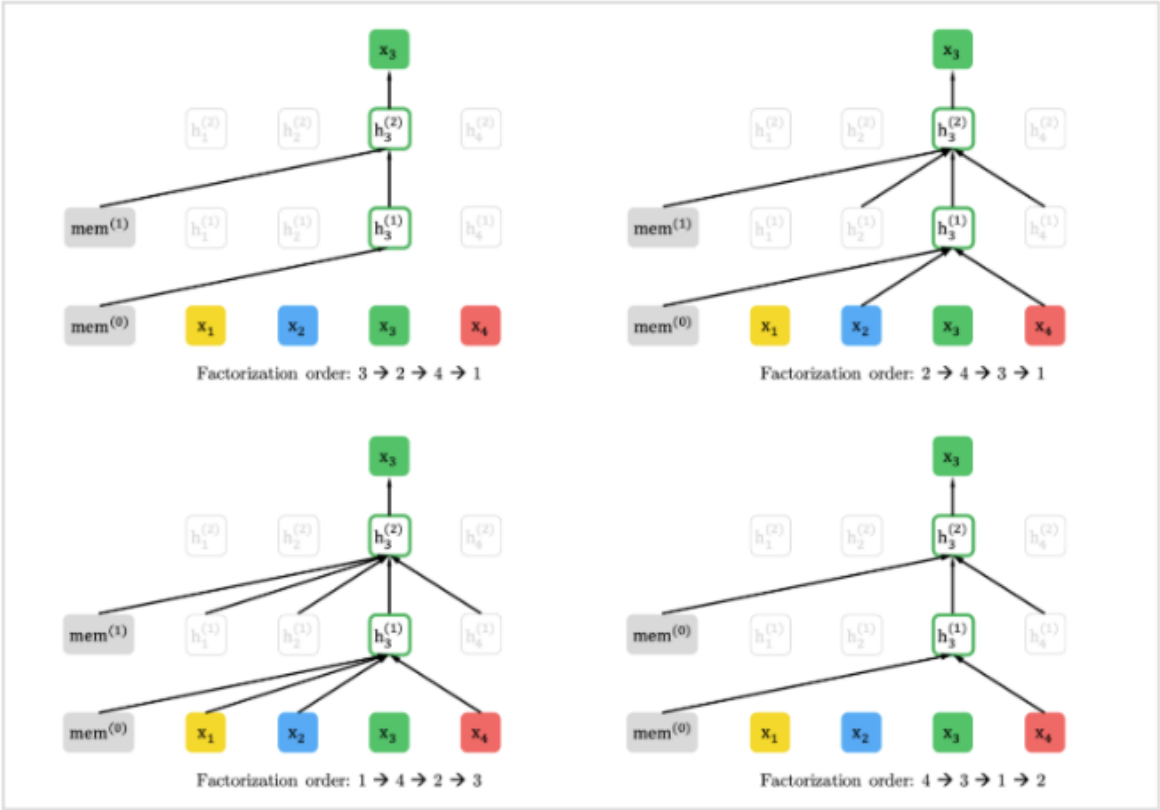 x₃ x₃
h₁⁽²⁾ h₂⁽²⁾ h₃⁽²⁾ h₄⁽²⁾ h₁⁽²⁾ h₂⁽²⁾ h₃⁽²⁾ h₄⁽²⁾
mem⁽¹⁾ h₁⁽¹⁾ h₂⁽¹⁾ h₃⁽¹⁾ h₄⁽¹⁾ mem⁽¹⁾ h₁⁽¹⁾ h₂⁽¹⁾ h₃⁽¹⁾ h₄⁽¹⁾
mem⁽⁰⁾ x₁ x₂ x₃ x₄ mem⁽⁰⁾ x₁ x₂ x₃ x₄
Factorization order: 3 → 2 → 4 → 1 Factorization order: 2 → 4 → 3 → 1
x₃ x₃
h₁⁽²⁾ h₂⁽²⁾ h₃⁽²⁾ h₄⁽²⁾ h₁⁽²⁾ h₂⁽²⁾ h₃⁽²⁾ h₄⁽²⁾
mem⁽¹⁾ h₁⁽¹⁾ h₂⁽¹⁾ h₃⁽¹⁾ h₄⁽¹⁾ mem⁽⁰⁾ h₁⁽¹⁾ h₂⁽¹⁾ h₃⁽¹⁾ h₄⁽¹⁾
mem⁽⁰⁾ x₁ x₂ x₃ x₄ mem⁽⁰⁾ x₁ x₂ x₃ x₄
Factorization order: 1 → 4 → 2 → 3 Factorization order: 4 → 3 → 1 → 2